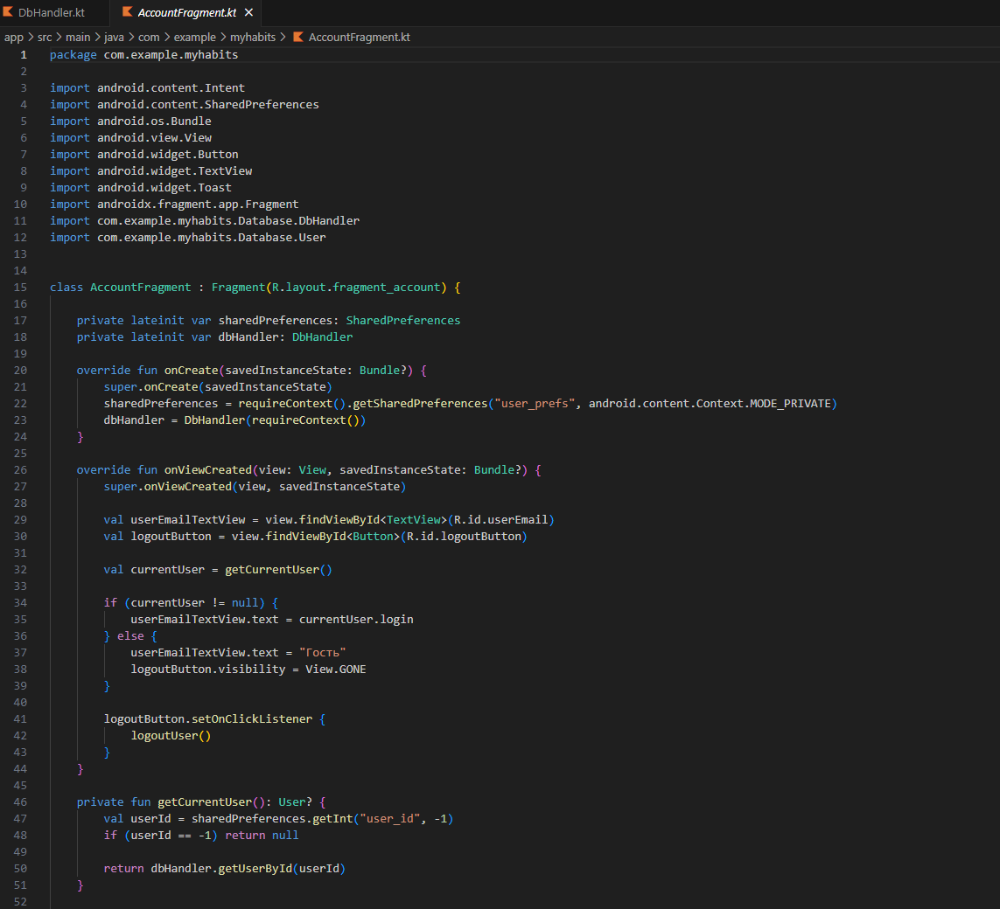 DbHandler.kt
AccountFragment.kt
app > src > main > java > com > example > myhabits > AccountFragment.kt
1 package com.example.myhabits
2
3 import android.content.Intent
4 import android.content.SharedPreferences
5 import android.os.Bundle
6 import android.view.View
7 import android.widget.Button
8 import android.widget.TextView
9 import android.widget.Toast
10 import androidx.fragment.app.Fragment
11 import com.example.myhabits.Database.DbHandler
12 import com.example.myhabits.Database.User
13
14
15 class AccountFragment : Fragment(R.layout.fragment_account) {
16
17     private lateinit var sharedPreferences: SharedPreferences
18     private lateinit var dbHandler: DbHandler
19
20     override fun onCreate(savedInstanceState: Bundle?) {
21         super.onCreate(savedInstanceState)
22         sharedPreferences = requireContext().getSharedPreferences("user_prefs", android.content.Context.MODE_PRIVATE)
23         dbHandler = DbHandler(requireContext())
24     }
25
26     override fun onViewCreated(view: View, savedInstanceState: Bundle?) {
27         super.onViewCreated(view, savedInstanceState)
28
29         val userEmailTextView = view.findViewById<TextView>(R.id.userEmail)
30         val logoutButton = view.findViewById<Button>(R.id.logoutButton)
31
32         val currentUser = getCurrentUser()
33
34         if (currentUser != null) {
35             userEmailTextView.text = currentUser.login
36         } else {
37             userEmailTextView.text = "Гость"
38             logoutButton.visibility = View.GONE
39         }
40
41         logoutButton.setOnClickListener {
42             logoutUser()
43         }
44     }
45
46     private fun getCurrentUser(): User? {
47         val userId = sharedPreferences.getInt("user_id", -1)
48         if (userId == -1) return null
49
50         return dbHandler.getUserById(userId)
51     }
52